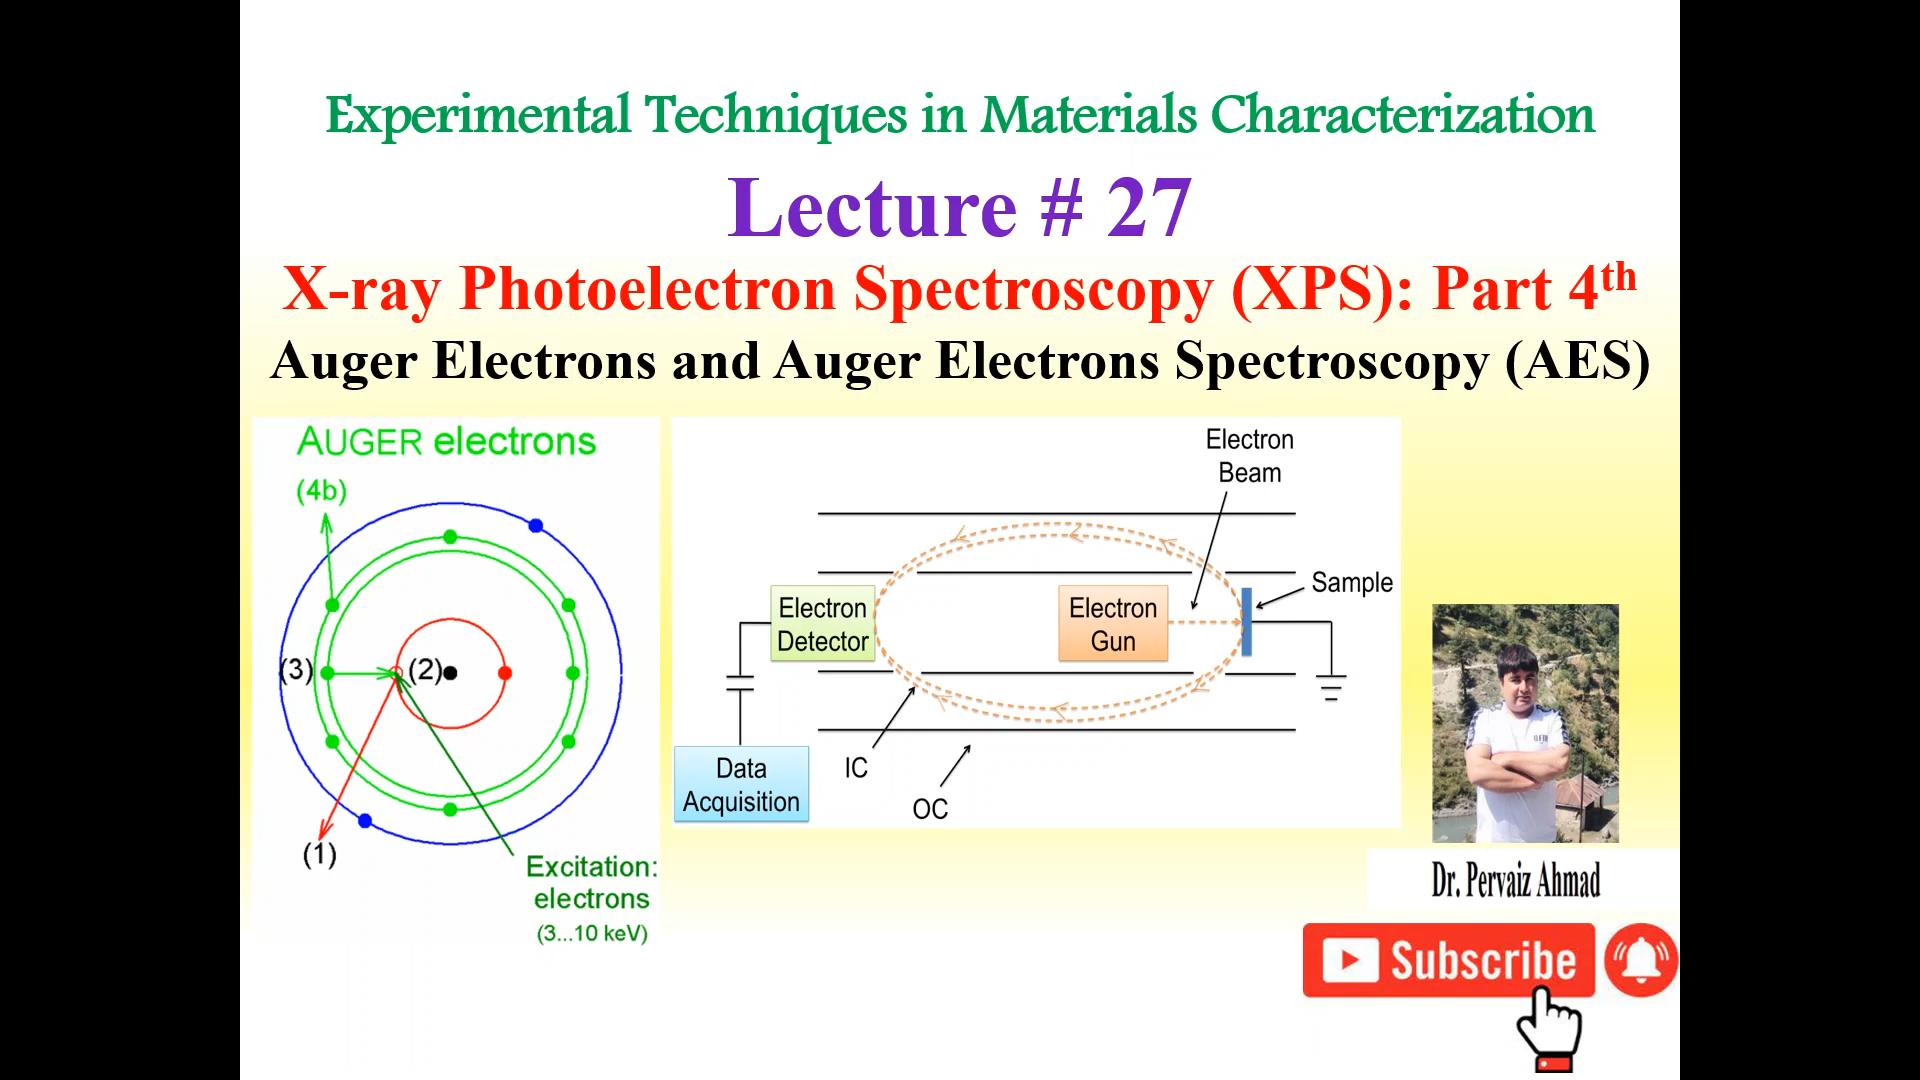 Experimental Techniques in Materials Characterization
Lecture # 27
X-ray Photoelectron Spectroscopy (XPS): Part 4th
Auger Electrons and Auger Electrons Spectroscopy (AES)
AUGER electrons
(4b)
(3)
(2)
(1)
Excitation:
electrons
(3...10 keV)
Electron
Beam
Sample
Electron
Detector
Electron
Gun
Data
Acquisition
IC
OC
Dr. Pervaiz Ahmad
Subscribe